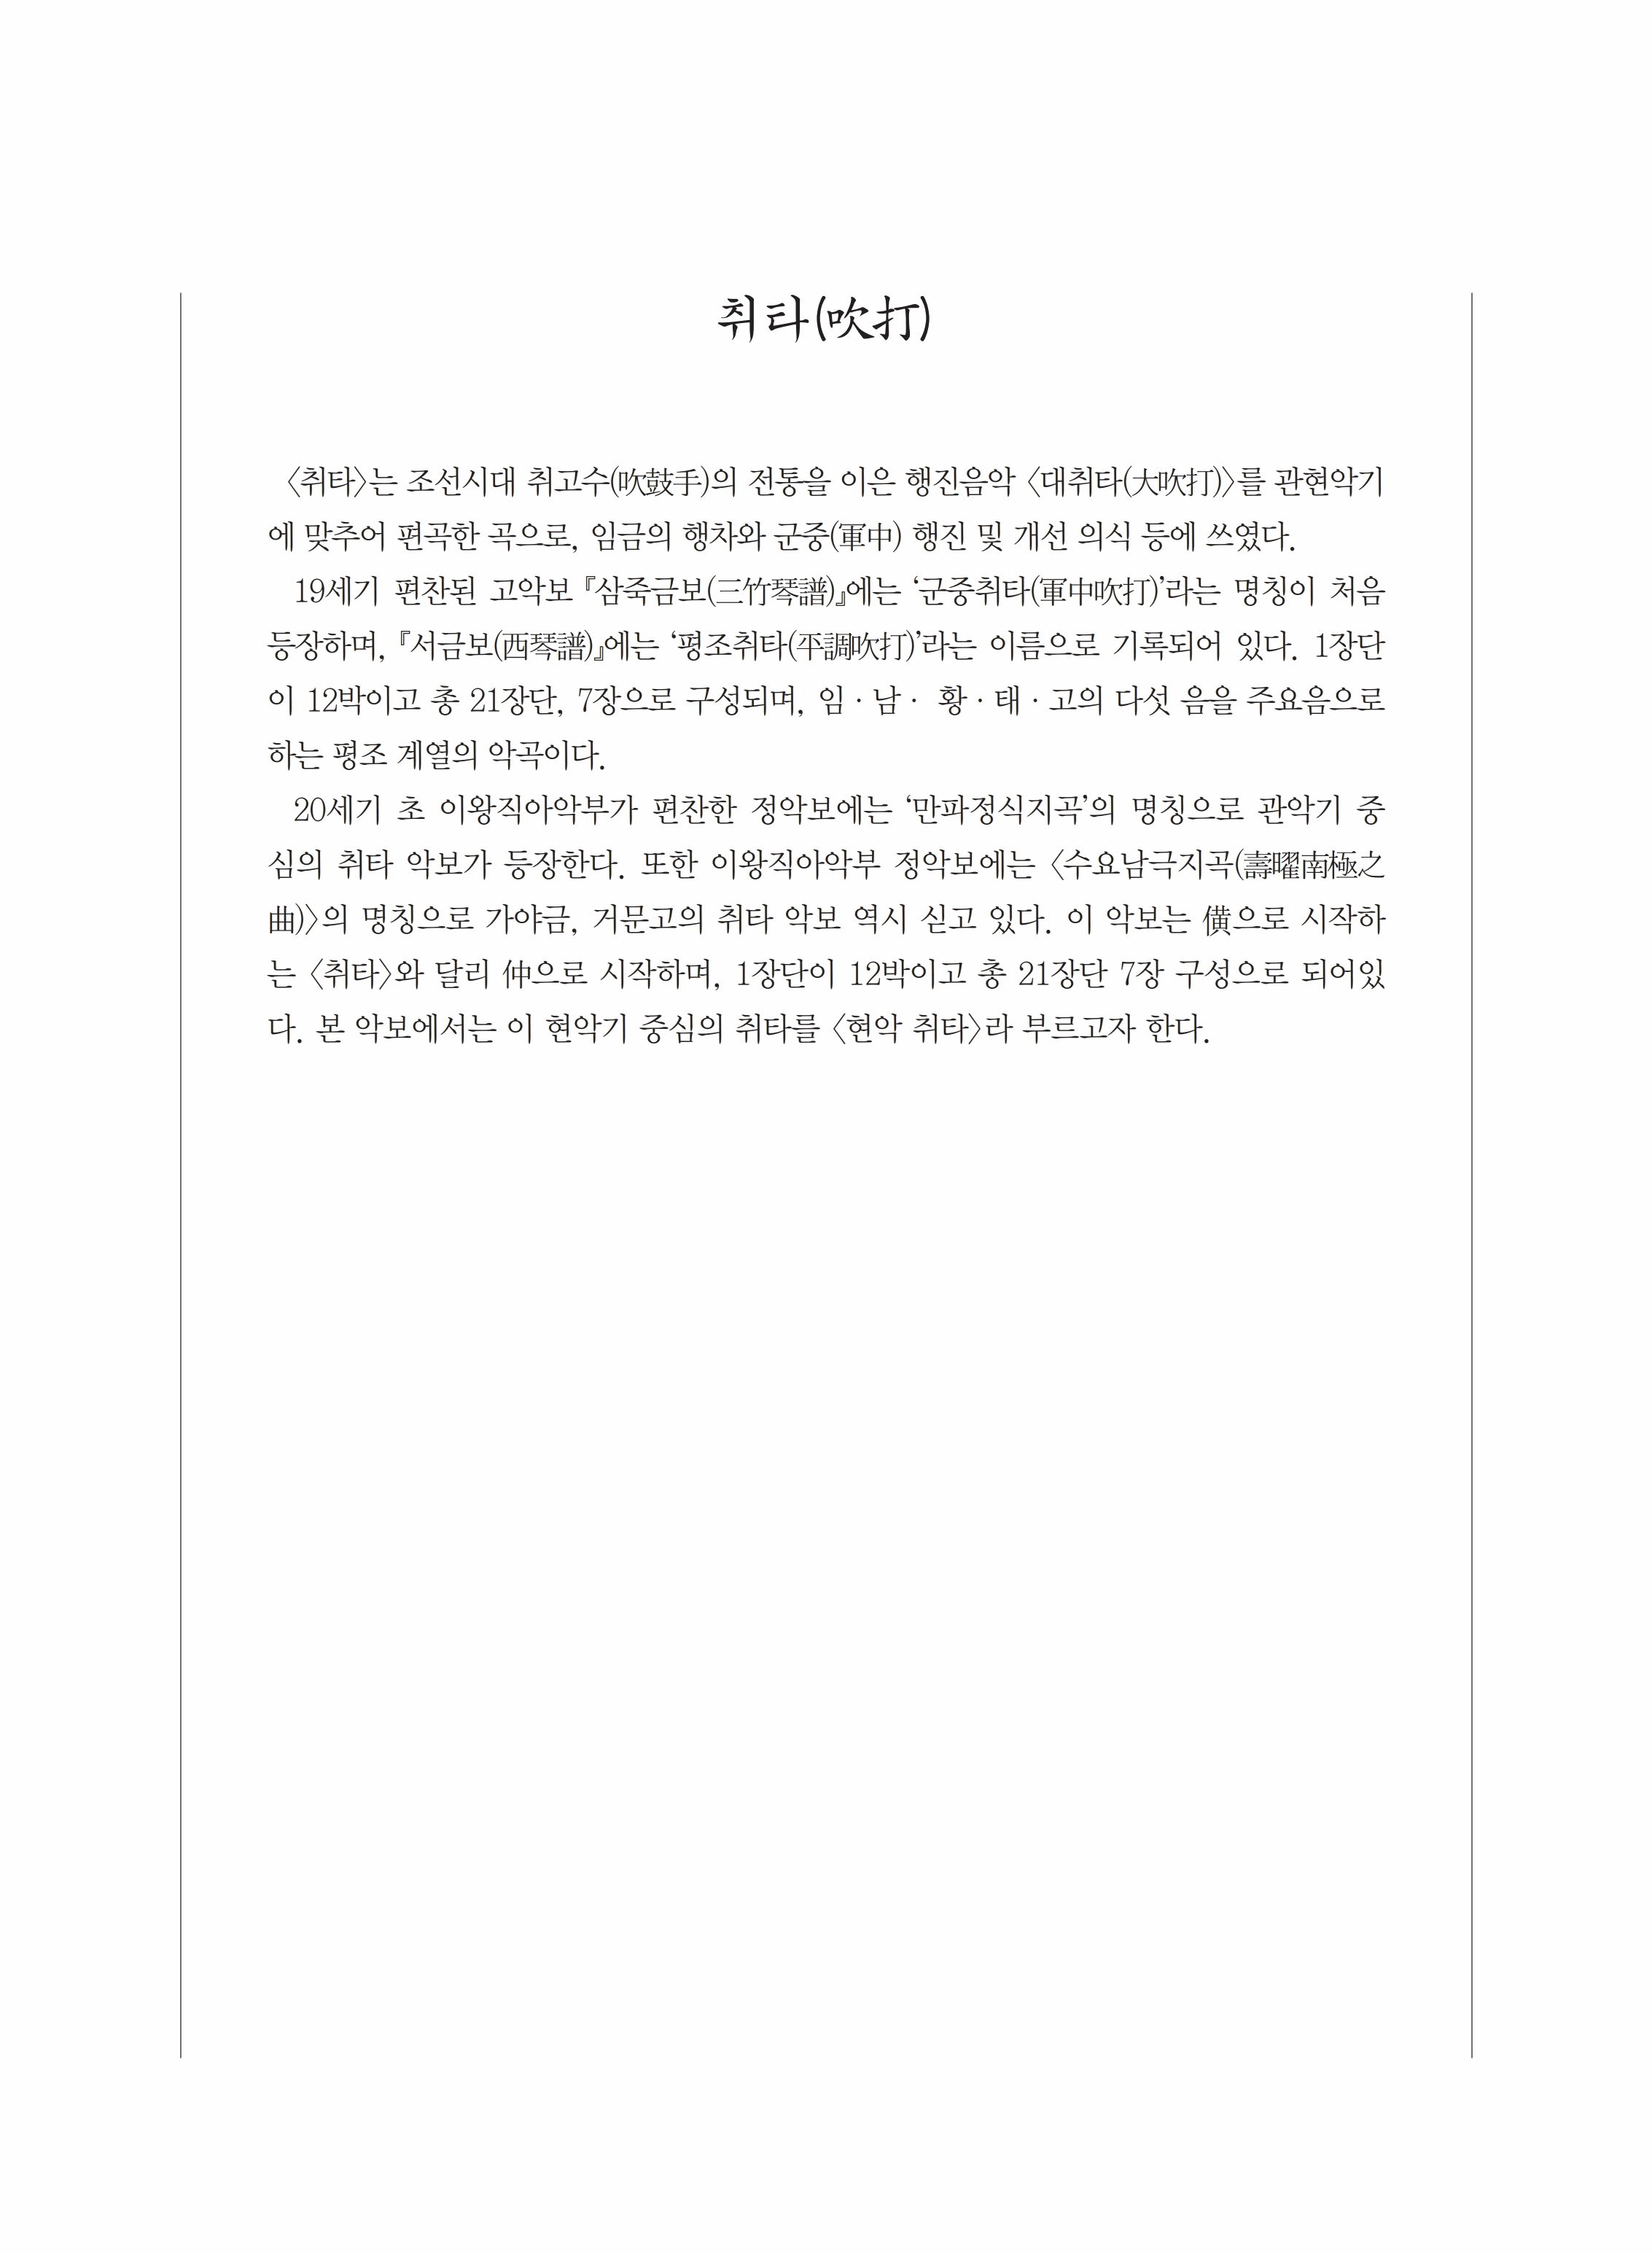 취타(吹打)
〈취타〉는 조선시대 취고수(吹鼓手)의 전통을 이은 행진음악 〈대취타(大吹打)〉를 관현악기
에 맞추어 편곡한 곡으로, 임금의 행차와 군중(軍中) 행진 및 개선 의식 등에 쓰였다.
19세기 편찬된 고악보 『삼죽금보(三竹琴譜)』에는 ‘군중취타(軍中吹打)’라는 명칭이 처음
등장하며, 『서금보(西琴譜)』에는 ‘평조취타(平調吹打)’라는 이름으로 기록되어 있다. 1장단
이 12박이고 총 21장단, 7장으로 구성되며, 임 · 남 · 황 · 태 · 고의 다섯 음을 주요음으로
하는 평조 계열의 악곡이다.
20세기 초 이왕직아악부가 편찬한 정악보에는 ‘만파정식지곡’의 명칭으로 관악기 중
심의 취타 악보가 등장한다. 또한 이왕직아악부 정악보에는 〈수요남극지곡(壽曜南極之
曲)〉의 명칭으로 가야금, 거문고의 취타 악보 역시 싣고 있다. 이 악보는 僙으로 시작하
는 〈취타〉와 달리 仲으로 시작하며, 1장단이 12박이고 총 21장단 7장 구성으로 되어있
다. 본 악보에서는 이 현악기 중심의 취타를 〈현악 취타〉라 부르고자 한다.